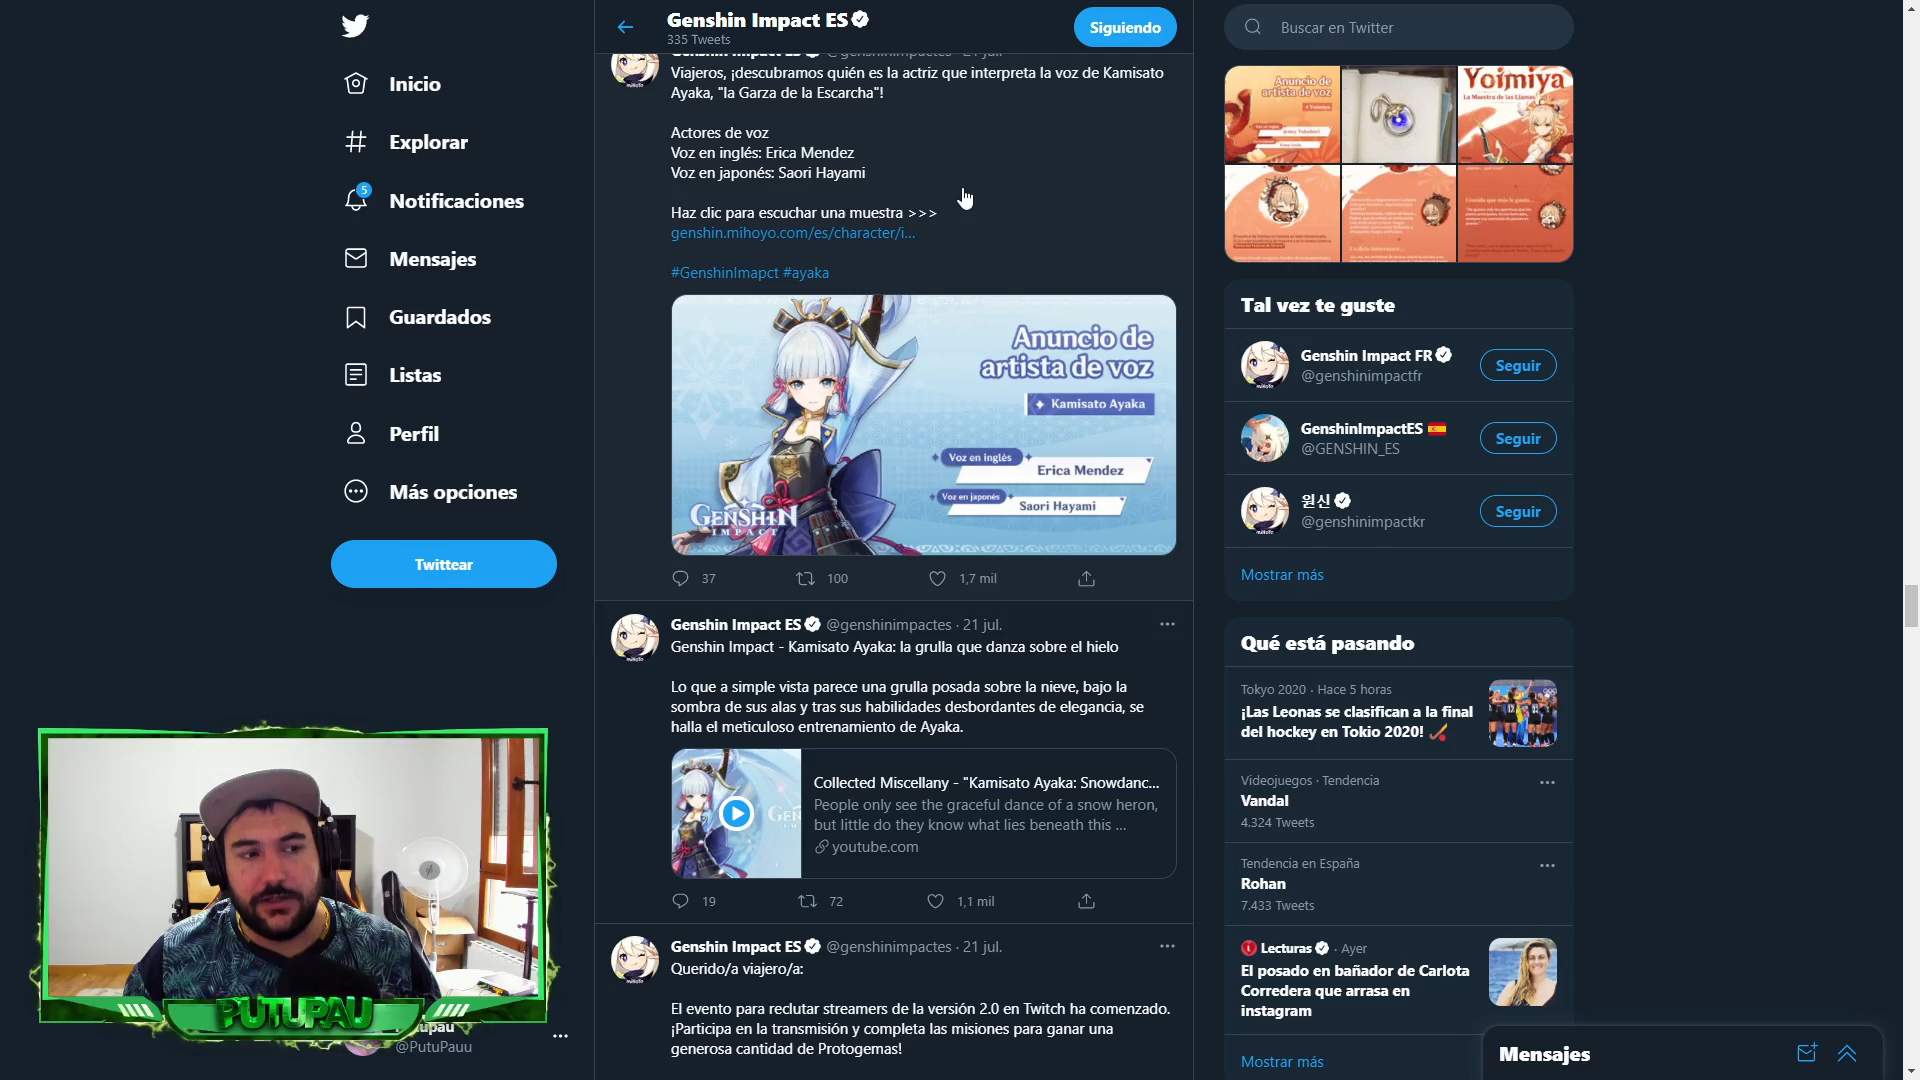 Inicio
Explorar
5
Notificaciones
Mensajes
Guardados
Listas
Perfil
Más opciones
Twittear
PUTUPAU
@PutuPauu
Genshin Impact ES
335 Tweets
Siguiendo
Viajeros, ¡descubramos quién es la actriz que interpreta la voz de Kamisato
Ayaka, "la Garza de la Escarcha"!
Actores de voz
Voz en inglés: Erica Mendez
Voz en japonés: Saori Hayami
Haz clic para escuchar una muestra >>>
genshin.mihoyo.com/es/character/i...
#GenshinImapct #ayaka
Anuncio de
artista de voz
Kamisato Ayaka
Voz en inglés
Erica Mendez
Voz en japonés
Saori Hayami
GENSHIN
IMPACT
37 100 1,7 mil
Genshin Impact ES @genshinimpactes · 21 jul.
Genshin Impact - Kamisato Ayaka: la grulla que danza sobre el hielo
Lo que a simple vista parece una grulla posada sobre la nieve, bajo la
sombra de sus alas y tras sus habilidades desbordantes de elegancia, se
halla el meticuloso entrenamiento de Ayaka.
Collected Miscellany - "Kamisato Ayaka: Snowdanc...
People only see the graceful dance of a snow heron,
but little do they know what lies beneath this ...
youtube.com
19 72 1,1 mil
Genshin Impact ES @genshinimpactes · 21 jul.
Querido/a viajero/a:
El evento para reclutar streamers de la versión 2.0 en Twitch ha comenzado.
¡Participa en la transmisión y completa las misiones para ganar una
generosa cantidad de Protogemas!
Buscar en Twitter
Anuncio de
artista de voz
Yoimiya
Yoimiya
La Maestra de las Llamas
Tal vez te guste
Genshin Impact FR
@genshinimpactfr
Seguir
GenshinImpactES
@GENSHIN_ES
Seguir
원신
@genshinimpactkr
Seguir
Mostrar más
Qué está pasando
Tokyo 2020 · Hace 5 horas
¡Las Leonas se clasifican a la final
del hockey en Tokio 2020!
Videojuegos · Tendencia
Vandal
4.324 Tweets
Tendencia en España
Rohan
7.433 Tweets
Lecturas · Ayer
El posado en bañador de Carlota
Corredera que arrasa en
instagram
Mostrar más
Mensajes